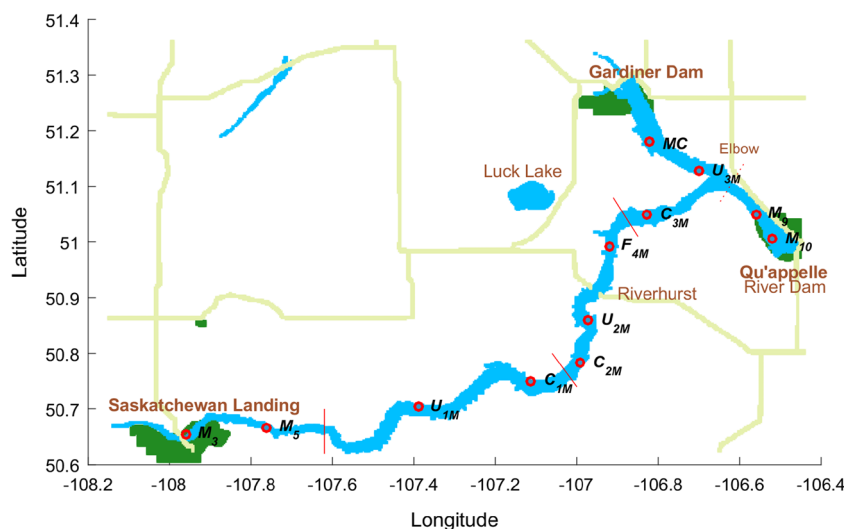 51.4
51.3
51.2
51.1
51
50.9
50.8
50.7
50.6
Latitude
Gardiner Dam
MC
Elbow
U3M
Luck Lake
C3M
M9
F4M
M10
Qu'appelle
River Dam
Riverhurst
U2M
C2M
C1M
Saskatchewan Landing
U1M
M3
M5
-108.2 -108 -107.8 -107.6 -107.4 -107.2 -107 -106.8 -106.6 -106.4
Longitude